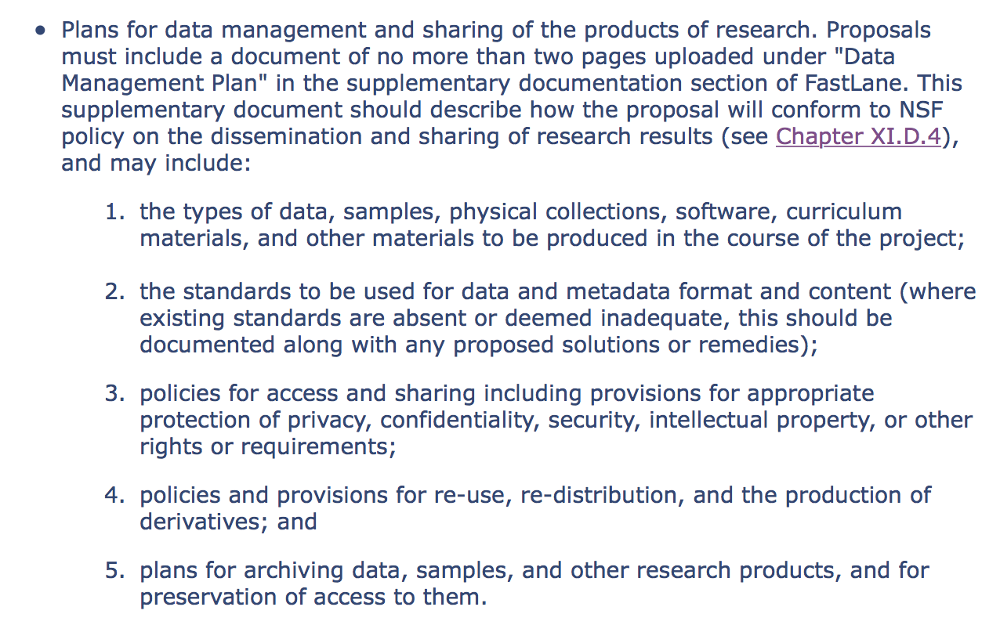 • Plans for data management and sharing of the products of research. Proposals
must include a document of no more than two pages uploaded under "Data
Management Plan" in the supplementary documentation section of FastLane. This
supplementary document should describe how the proposal will conform to NSF
policy on the dissemination and sharing of research results (see Chapter XI.D.4),
and may include:
1. the types of data, samples, physical collections, software, curriculum
materials, and other materials to be produced in the course of the project;
2. the standards to be used for data and metadata format and content (where
existing standards are absent or deemed inadequate, this should be
documented along with any proposed solutions or remedies);
3. policies for access and sharing including provisions for appropriate
protection of privacy, confidentiality, security, intellectual property, or other
rights or requirements;
4. policies and provisions for re-use, re-distribution, and the production of
derivatives; and
5. plans for archiving data, samples, and other research products, and for
preservation of access to them.